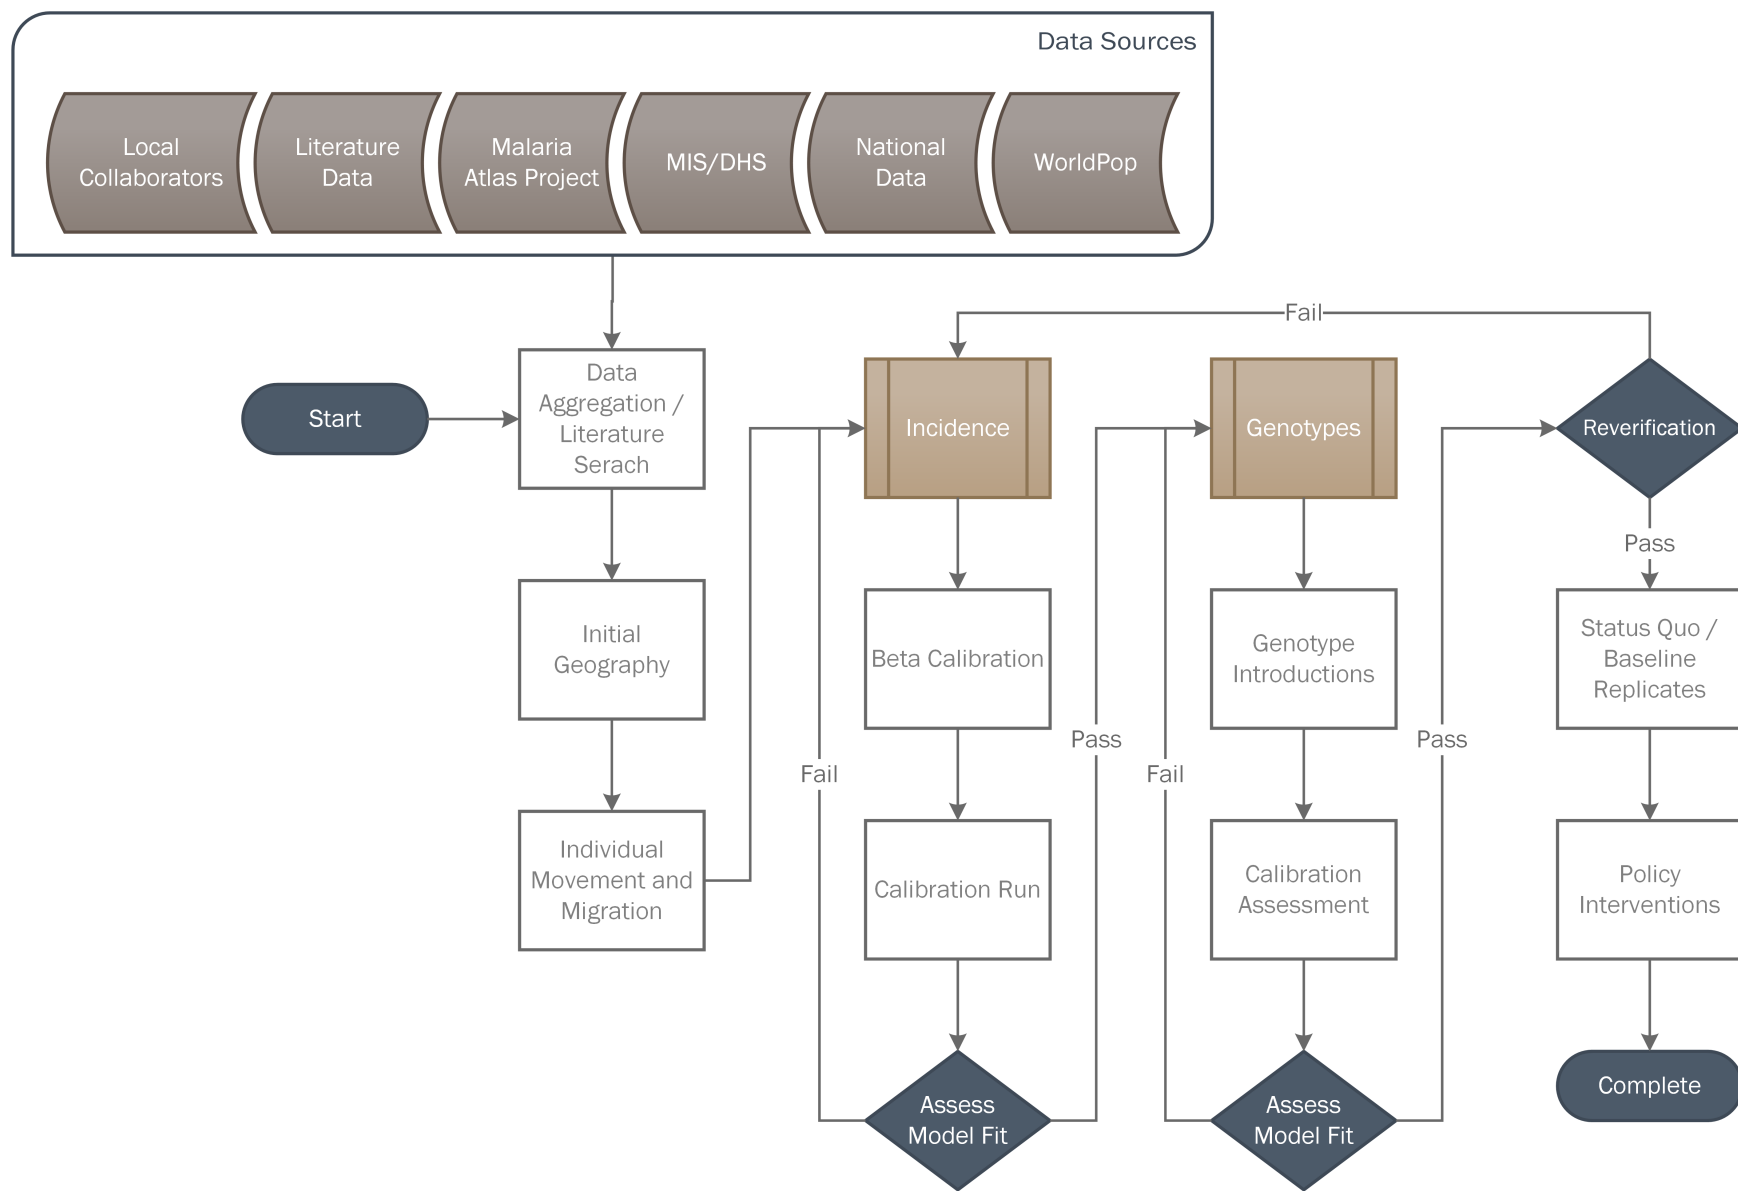 Data Sources
Local
Collaborators
Literature
Data
Malaria
Atlas Project
MIS/DHS
National
Data
WorldPop
Start
Data
Aggregation /
Literature
Serach
Initial
Geography
Individual
Movement and
Migration
Fail
Incidence
Beta Calibration
Calibration Run
Assess
Model Fit
Fail
Pass
Genotypes
Genotype
Introductions
Calibration
Assessment
Assess
Model Fit
Fail
Pass
Reverification
Pass
Status Quo /
Baseline
Replicates
Policy
Interventions
Complete